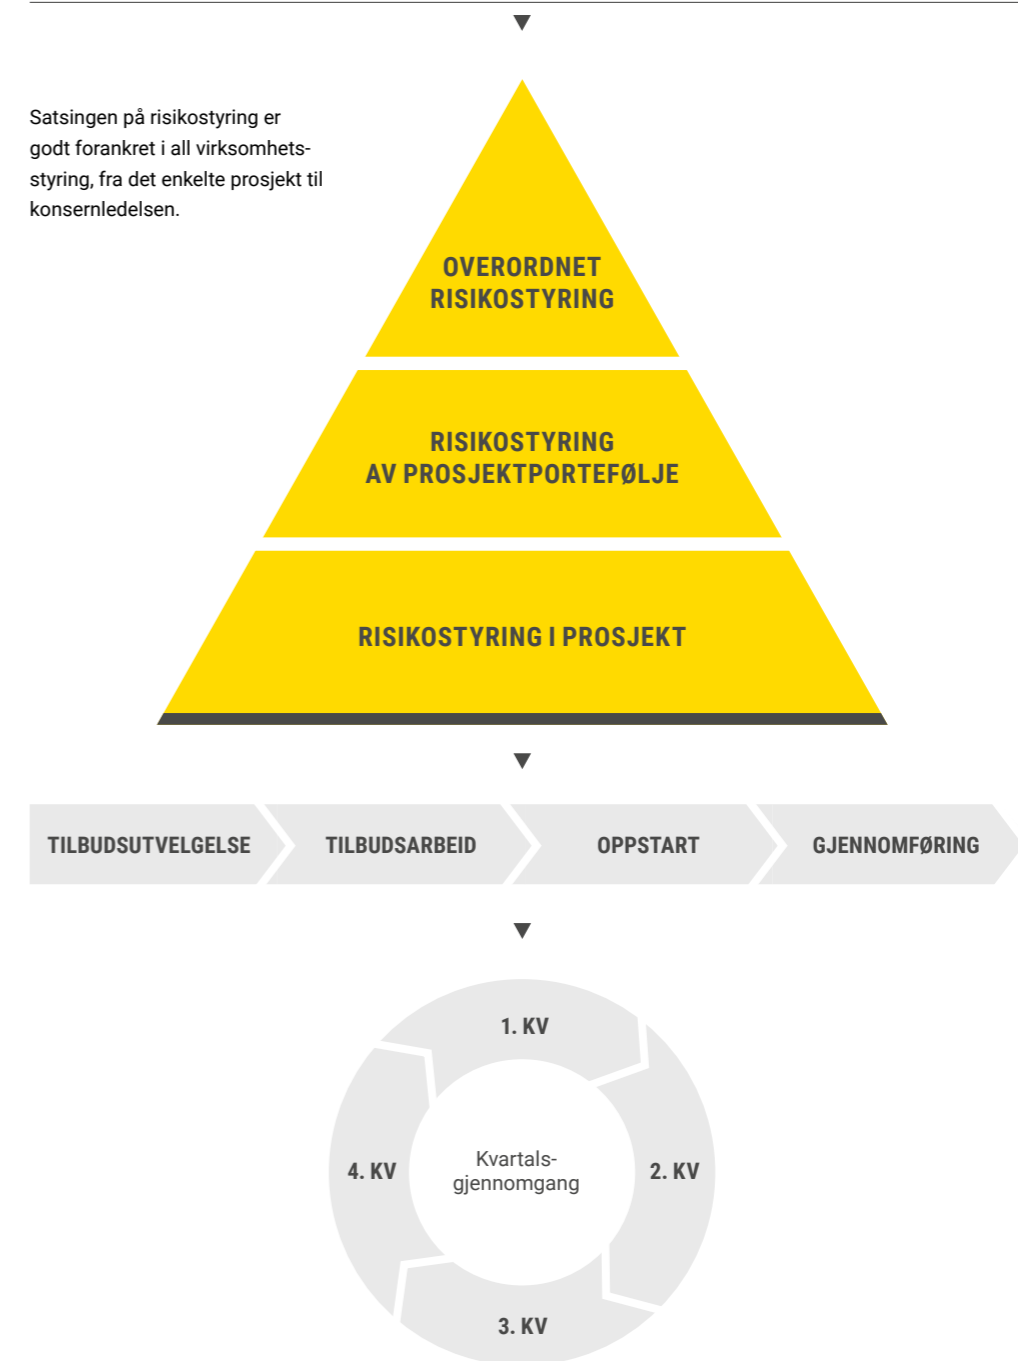 Satsingen på risikostyring er
godt forankret i all virksomhets-
styring, fra det enkelte prosjekt til
konsernledelsen.
OVERORDNET
RISIKOSTYRING
RISIKOSTYRING
AV PROSJEKTPORTEFØLJE
RISIKOSTYRING I PROSJEKT
TILBUDSUTVELGELSE
TILBUDSARBEID
OPPSTART
GJENNOMFØRING
1. KV
2. KV
3. KV
4. KV
Kvartals-
gjennomgang